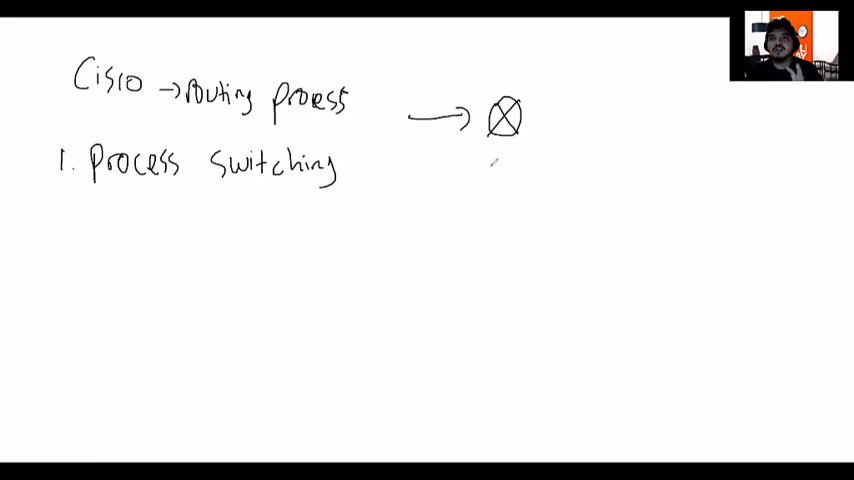 Cisco → routing process
1. Process switching